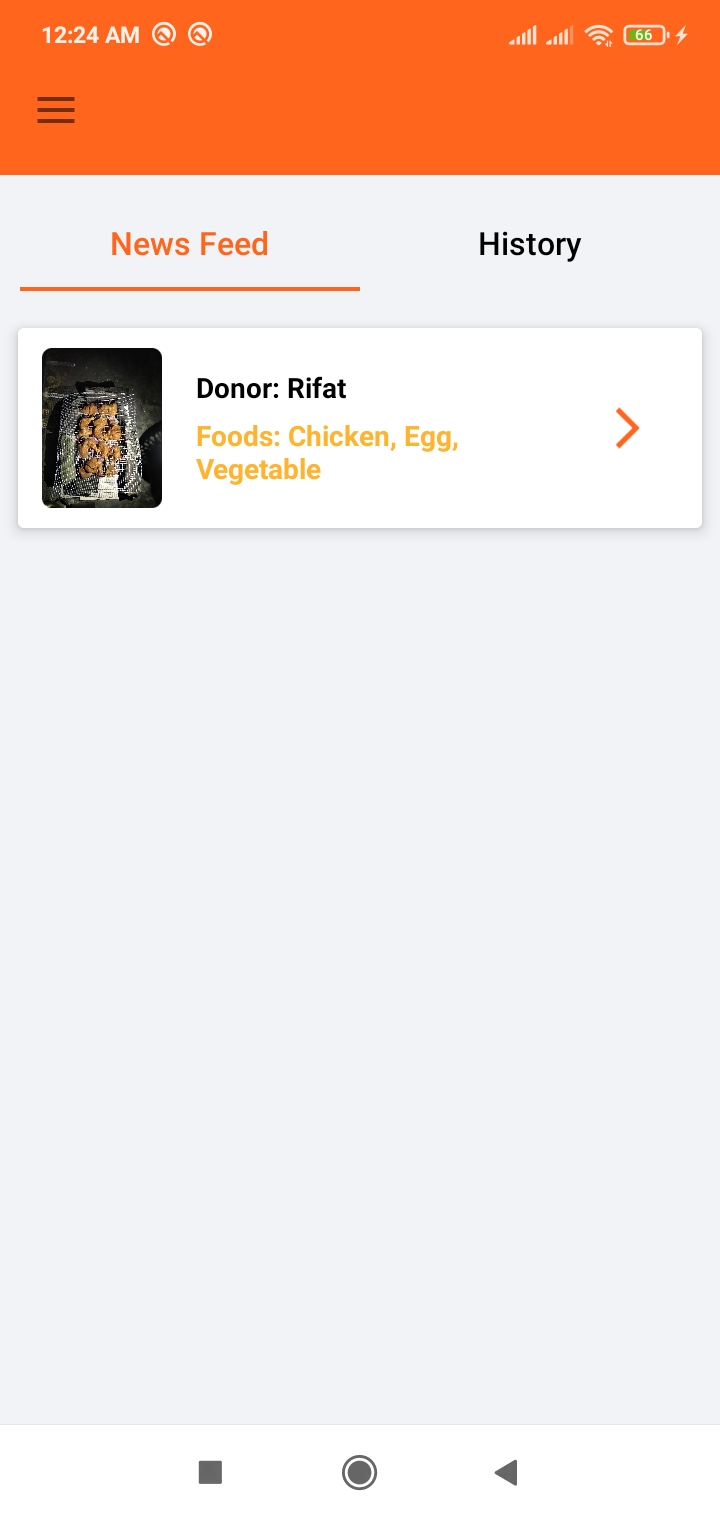 12:24 AM
66
News Feed
History
Donor: Rifat
Foods: Chicken, Egg,
Vegetable